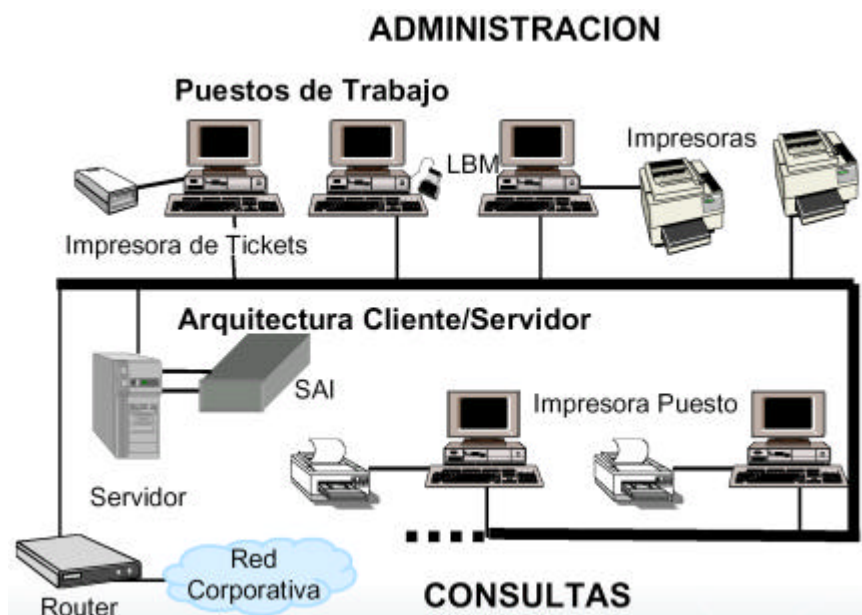 ADMINISTRACION
Puestos de Trabajo
Impresoras
LBM
Impresora de Tickets
Arquitectura Cliente/Servidor
SAI
Impresora Puesto
Servidor
Red
Corporativa
Router
CONSULTAS